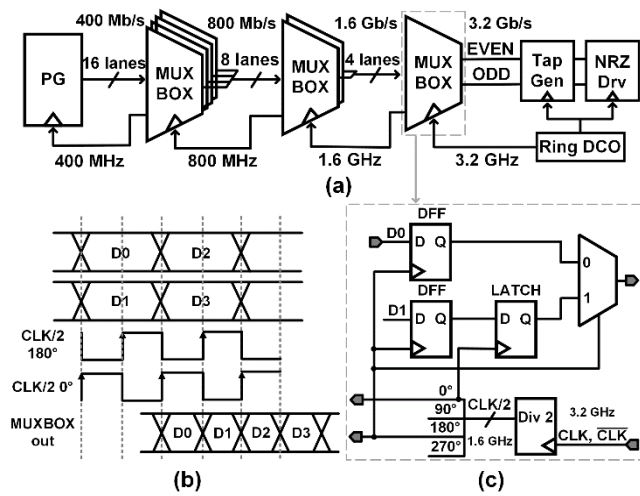 400 Mb/s 800 Mb/s 1.6 Gb/s 3.2 Gb/s
PG
16 lanes
MUX
BOX
8 lanes
MUX
BOX
4 lanes
MUX
BOX
EVEN
ODD
Tap
Gen
NRZ
Drv
400 MHz 800 MHz 1.6 GHz 3.2 GHz
Ring DCO
(a)
D0 D2
D1 D3
CLK/2
180°
CLK/2 0°
MUXBOX
out
D0 D1 D2 D3
(b)
DFF
D0
D Q
0
1
DFF
LATCH
D1
D Q
D Q
0°
90°
180°
270°
CLK/2
1.6 GHz
Div 2
3.2 GHz
CLK, C̅L̅K̅
(c)